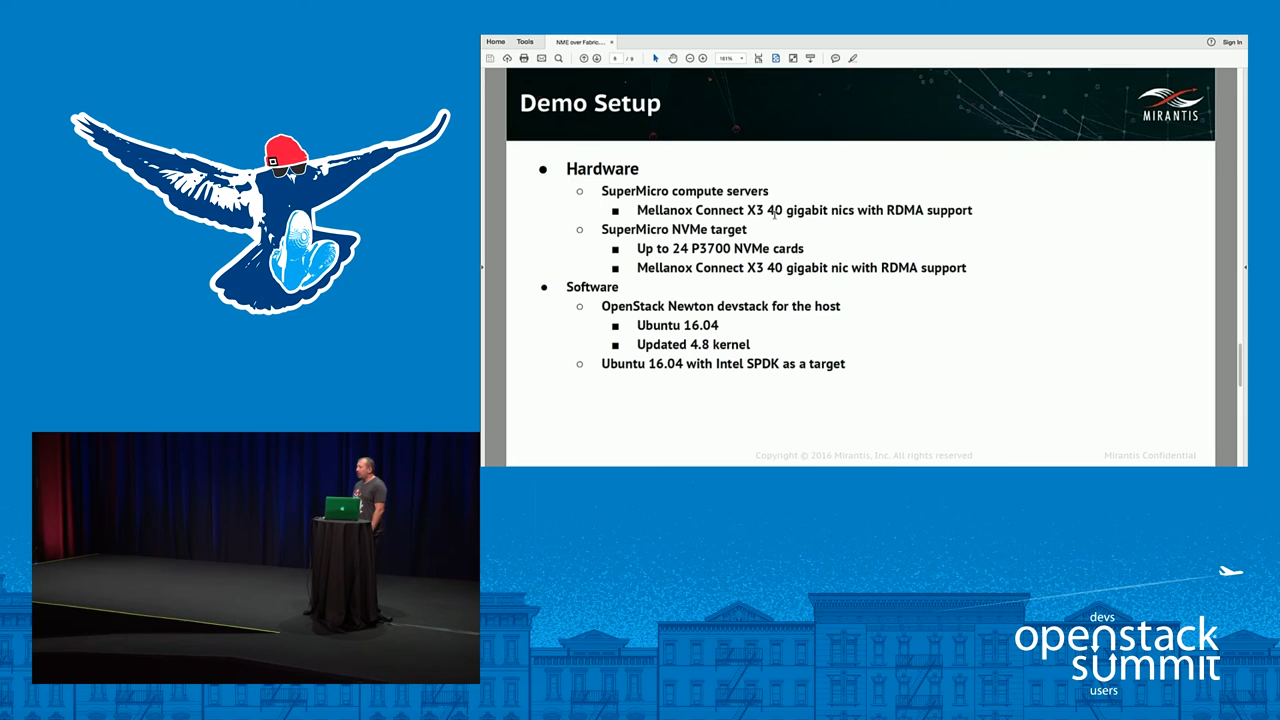 Home Tools NME over Fabric.... × Sign In
8 / 9 161%
Demo Setup
MIRANTIS
● Hardware
○ SuperMicro compute servers
■ Mellanox Connect X3 40 gigabit nics with RDMA support
○ SuperMicro NVMe target
■ Up to 24 P3700 NVMe cards
■ Mellanox Connect X3 40 gigabit nic with RDMA support
● Software
○ OpenStack Newton devstack for the host
■ Ubuntu 16.04
■ Updated 4.8 kernel
○ Ubuntu 16.04 with Intel SPDK as a target
Copyright © 2016 Mirantis, Inc. All rights reserved Mirantis Confidential
devs
openstack
summit
users